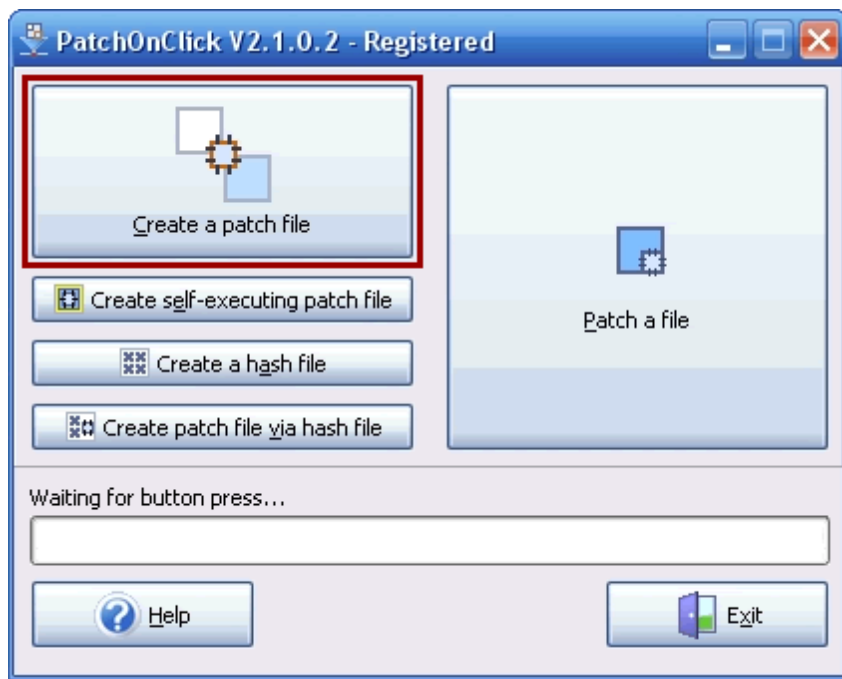 PatchOnClick V2.1.0.2 - Registered
Create a patch file
Create self-executing patch file
Create a hash file
Create patch file via hash file
Patch a file
Waiting for button press...
Help
Exit